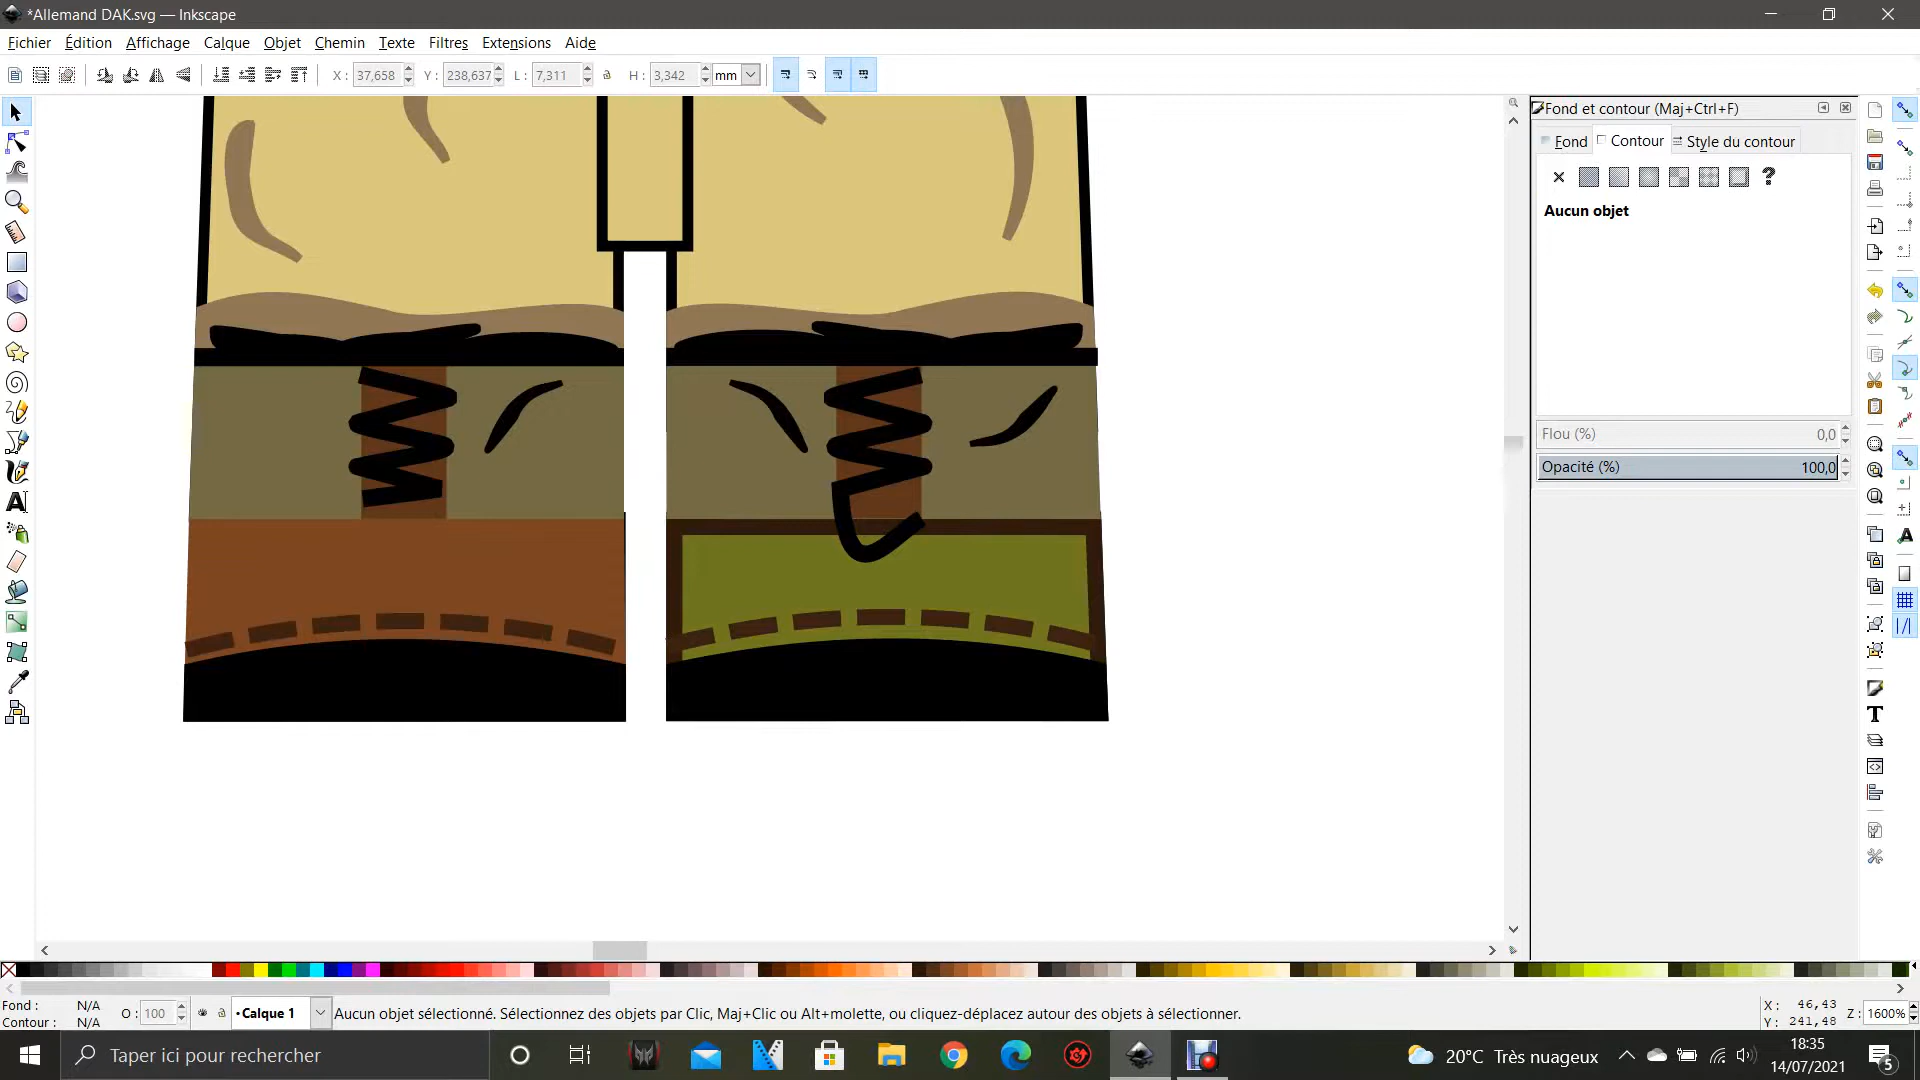 *Allemand DAK.svg — Inkscape
Fichier Édition Affichage Calque Objet Chemin Texte Filtres Extensions Aide
X : 37,658 Y : 238,637 L : 7,311 H : 3,342 mm
Fond et contour (Maj+Ctrl+F)
Fond Contour Style du contour
?
Aucun objet
Flou (%) 0,0
Opacité (%) 100,0
Fond : N/A
Contour : N/A
O : 100
•Calque 1
Aucun objet sélectionné. Sélectionnez des objets par Clic, Maj+Clic ou Alt+molette, ou cliquez-déplacez autour des objets à sélectionner.
X : 46,43
Y : 241,48
Z : 1600%
Taper ici pour rechercher
20°C Très nuageux
18:35
14/07/2021
5